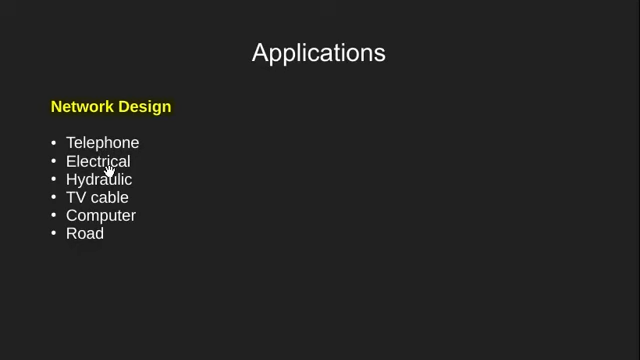 Applications
Network Design
• Telephone
• Electrical
• Hydraulic
• TV cable
• Computer
• Road